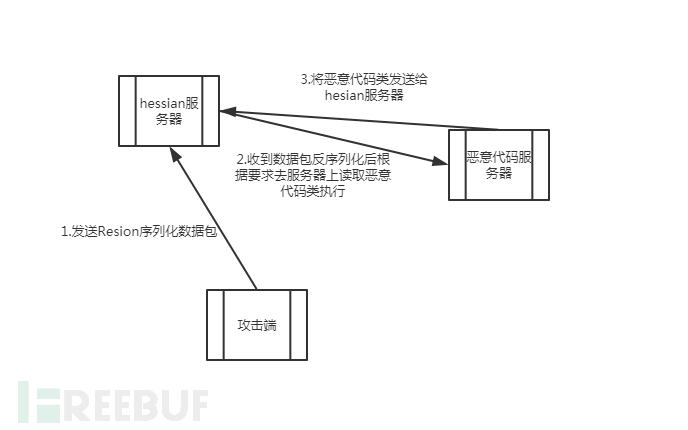 3.将恶意代码类发送给
hesian服务器
hessian服
务器
2.收到数据包反序列化后根
据要求去服务器上读取恶意
代码类执行
恶意代码服
务器
1.发送Resion序列化数据包
攻击端
FREEBUF